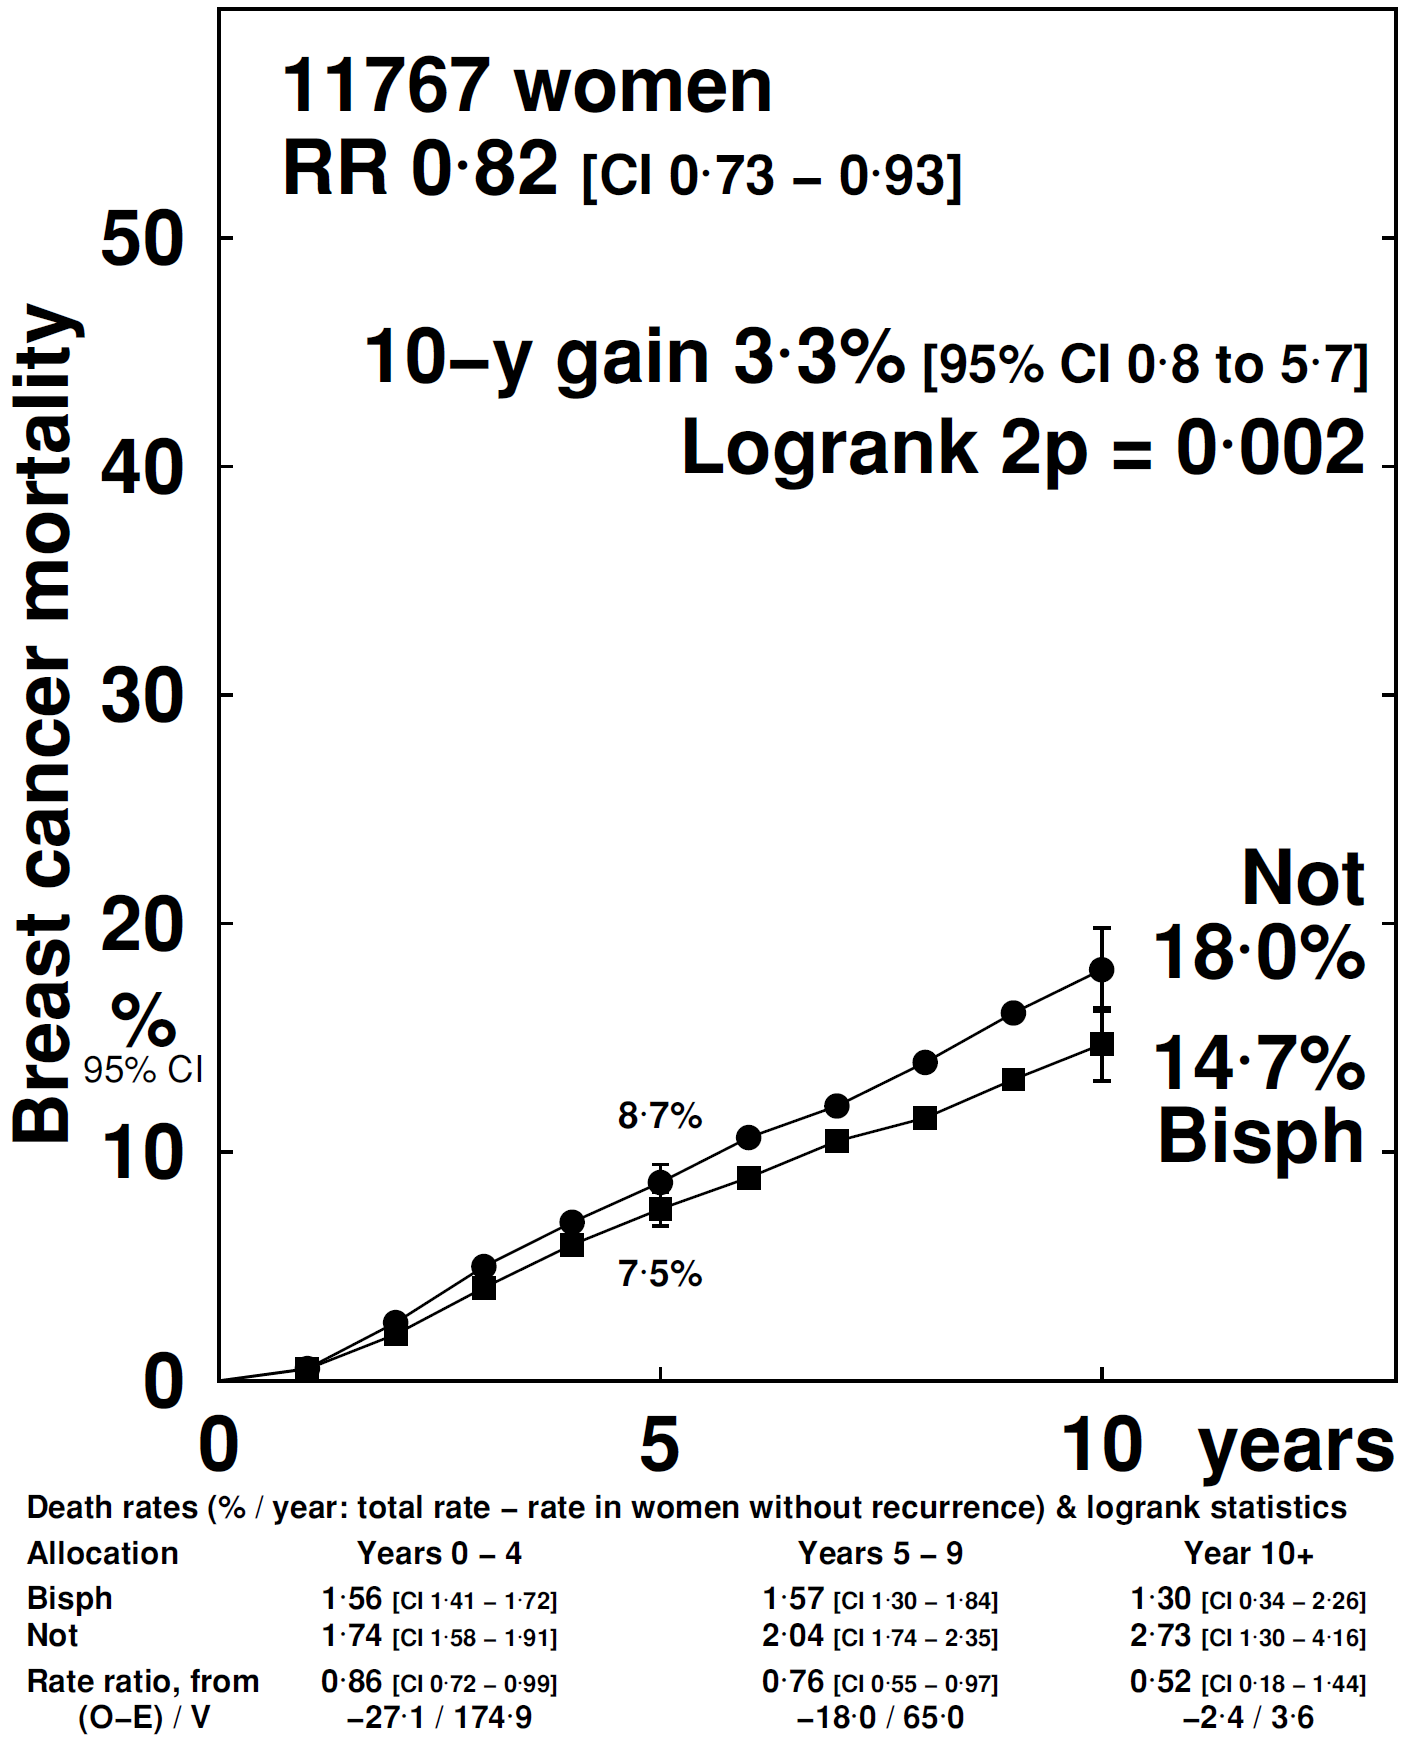 11767 women
RR 0·82 [CI 0·73 – 0·93]
10–y gain 3·3% [95% CI 0·8 to 5·7]
Logrank 2p = 0·002
Breast cancer mortality
50
40
30
20
%
95% CI
10
0
Not
18·0%
14·7%
Bisph
8·7%
7·5%
0 5 10 years
Death rates (% / year: total rate – rate in women without recurrence) & logrank statistics
Allocation Years 0 – 4 Years 5 – 9 Year 10+
Bisph 1·56 [CI 1·41 – 1·72] 1·57 [CI 1·30 – 1·84] 1·30 [CI 0·34 – 2·26]
Not 1·74 [CI 1·58 – 1·91] 2·04 [CI 1·74 – 2·35] 2·73 [CI 1·30 – 4·16]
Rate ratio, from 0·86 [CI 0·72 – 0·99] 0·76 [CI 0·55 – 0·97] 0·52 [CI 0·18 – 1·44]
(O–E) / V –27·1 / 174·9 –18·0 / 65·0 –2·4 / 3·6